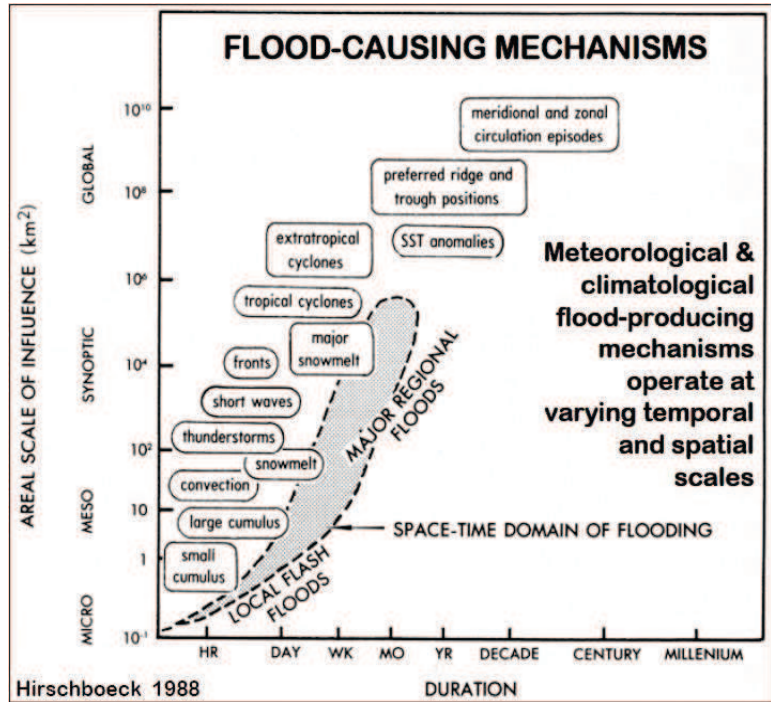 FLOOD-CAUSING MECHANISMS
AREAL SCALE OF INFLUENCE (km²)
GLOBAL
SYNOPTIC
MESO
MICRO
10¹⁰
10⁸
10⁶
10⁴
10²
10
1
10⁻¹
meridional and zonal
circulation episodes
preferred ridge and
trough positions
SST anomalies
extratropical
cyclones
tropical cyclones
major
snowmelt
fronts
short waves
thunderstorms
snowmelt
convection
large cumulus
small
cumulus
MAJOR REGIONAL
FLOODS
LOCAL FLASH
FLOODS
SPACE-TIME DOMAIN OF FLOODING
Meteorological &
climatological
flood-producing
mechanisms
operate at
varying temporal
and spatial
scales
HR DAY WK MO YR DECADE CENTURY MILLENIUM
Hirschboeck 1988
DURATION